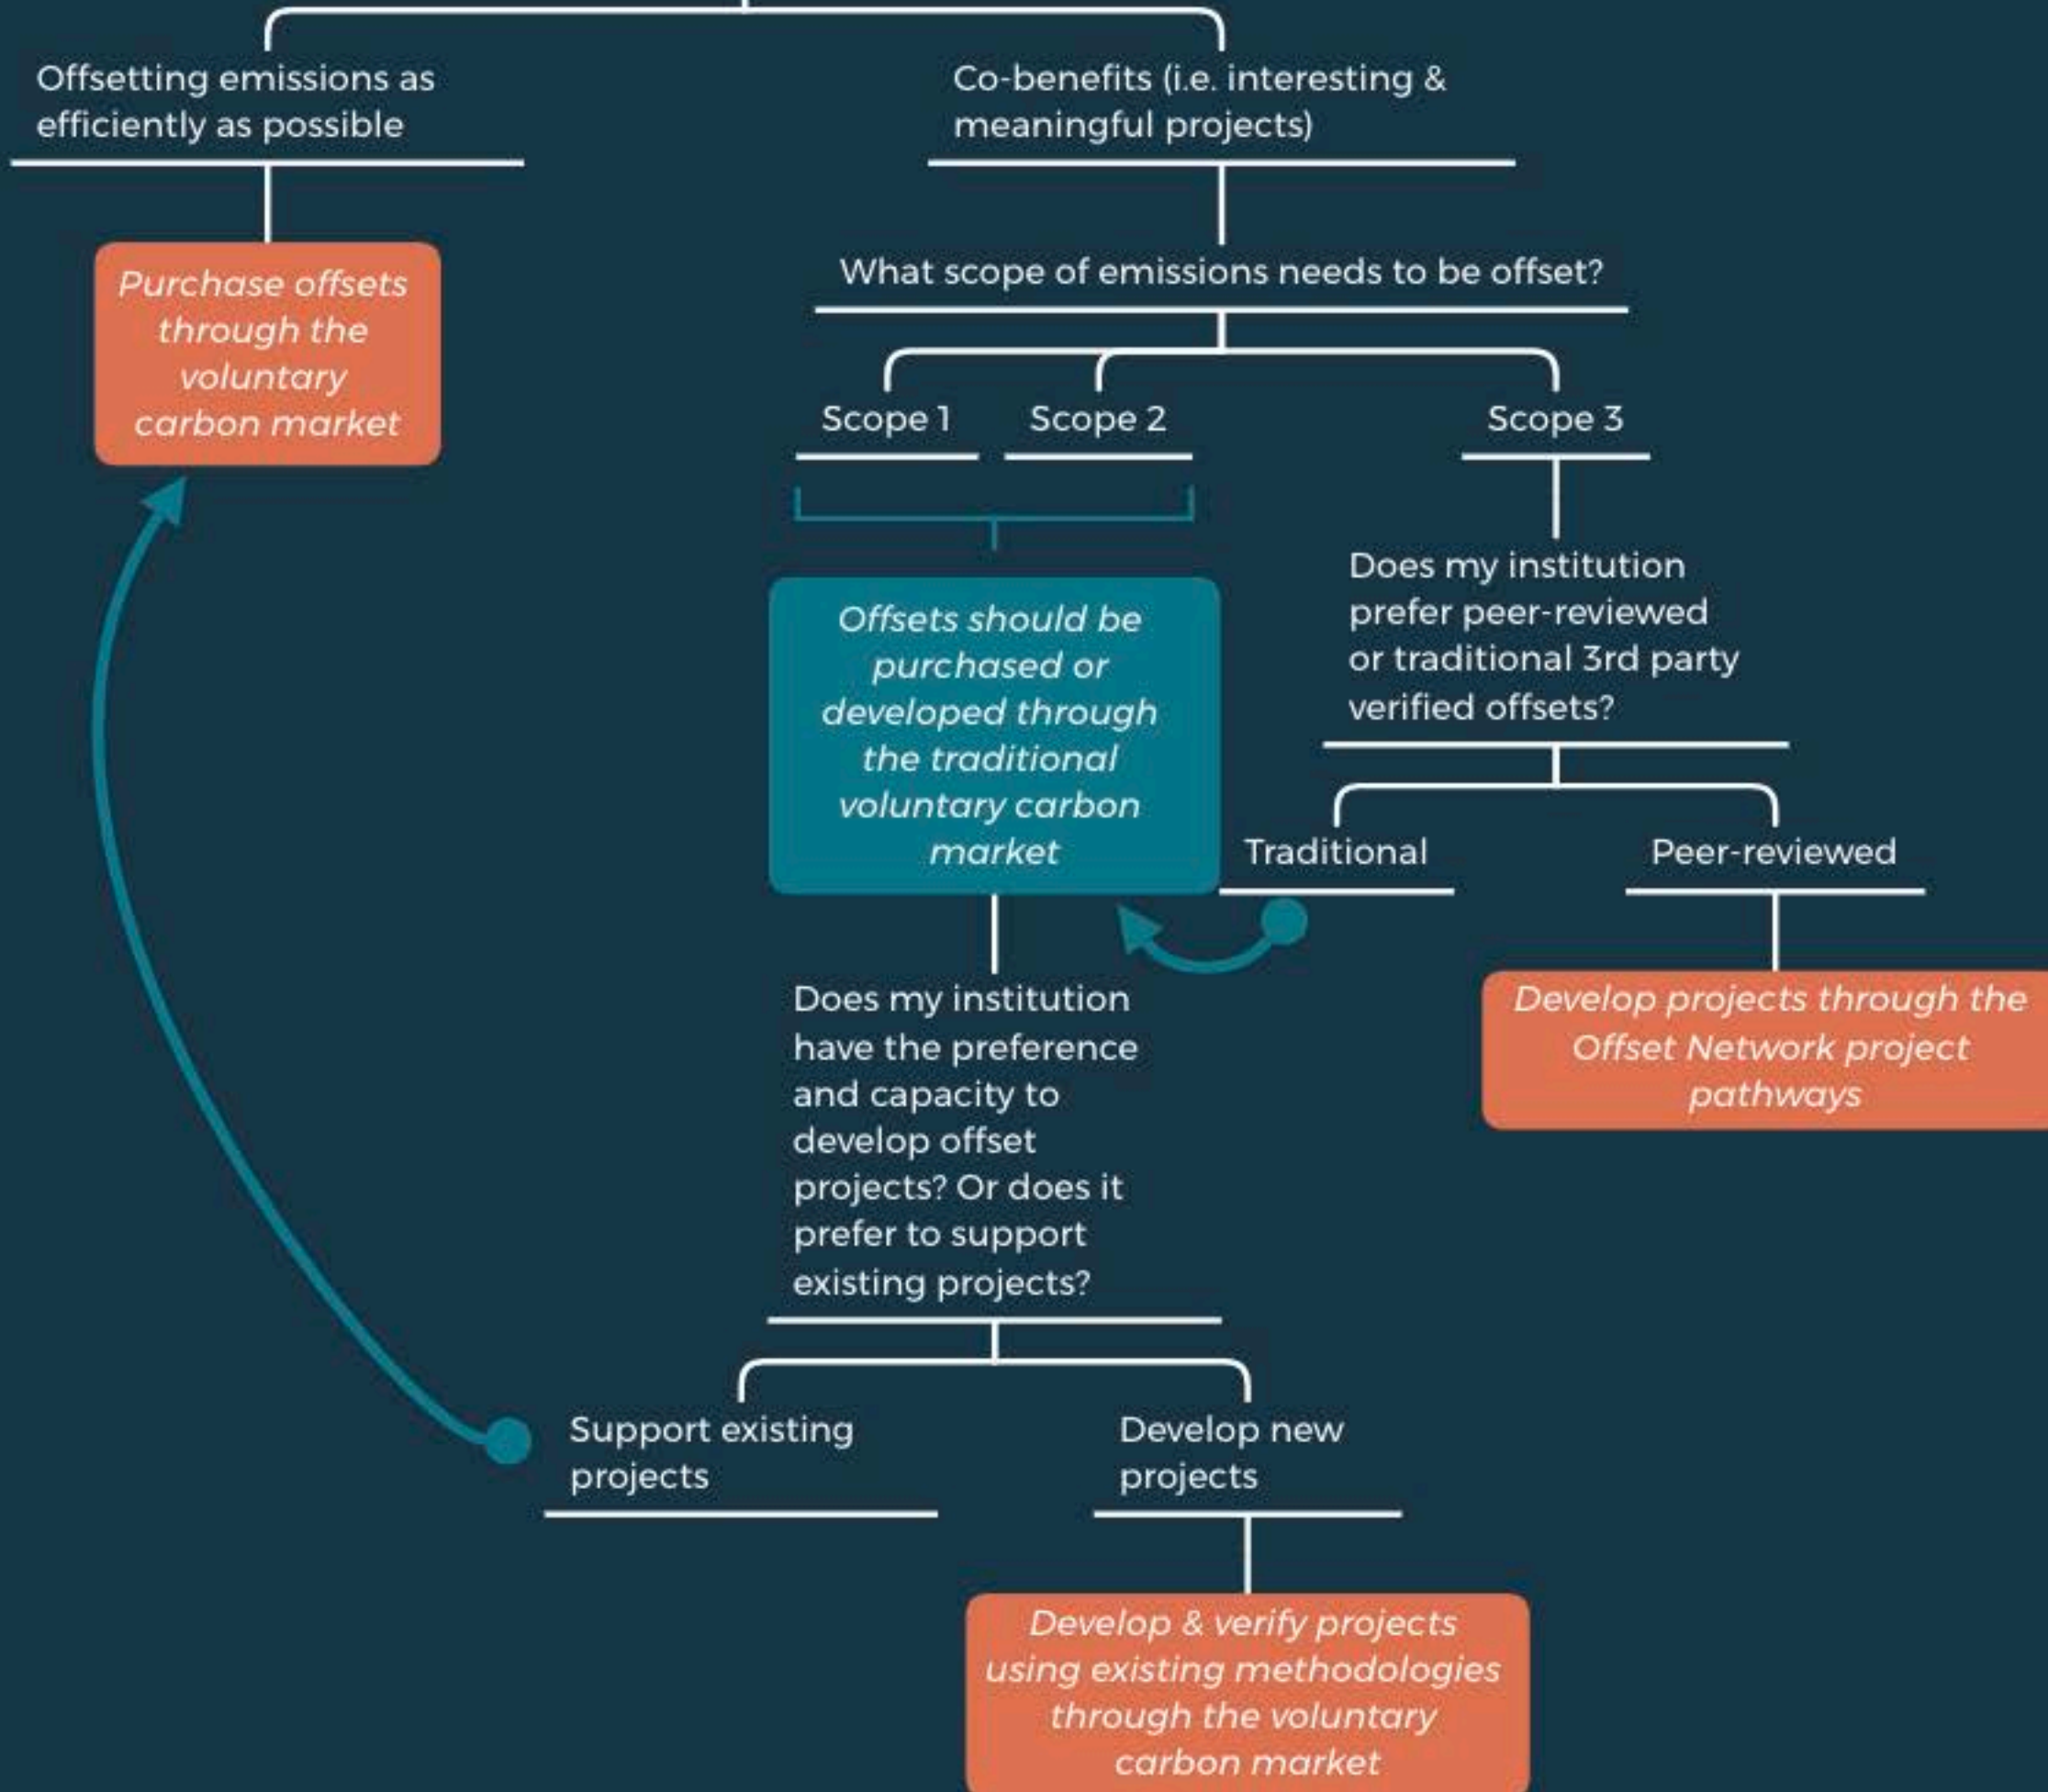 Offsetting emissions as
efficiently as possible
Co-benefits (i.e. interesting &
meaningful projects)
Purchase offsets
through the
voluntary
carbon market
What scope of emissions needs to be offset?
Scope 1
Scope 2
Scope 3
Offsets should be
purchased or
developed through
the traditional
voluntary carbon
market
Does my institution
prefer peer-reviewed
or traditional 3rd party
verified offsets?
Traditional
Peer-reviewed
Develop projects through the
Offset Network project
pathways
Does my institution
have the preference
and capacity to
develop offset
projects? Or does it
prefer to support
existing projects?
Support existing
projects
Develop new
projects
Develop & verify projects
using existing methodologies
through the voluntary
carbon market